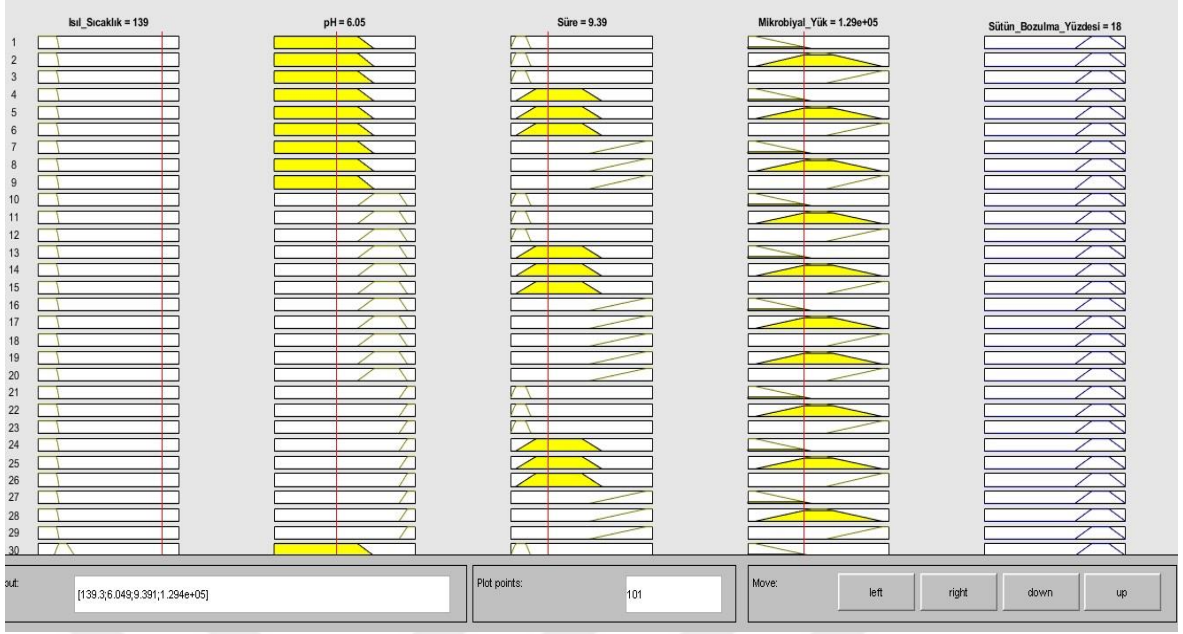 Isıl_Sıcaklık = 139
pH = 6.05
Süre = 9.39
Mikrobiyal_Yük = 1.29e+05
Sütün_Bozulma_Yüzdesi = 18
1
2
3
4
5
6
7
8
9
10
11
12
13
14
15
16
17
18
19
20
21
22
23
24
25
26
27
28
29
30
[139.3;6.049;9.391;1.294e+05]
Plot points:
101
Move:
left
right
down
up